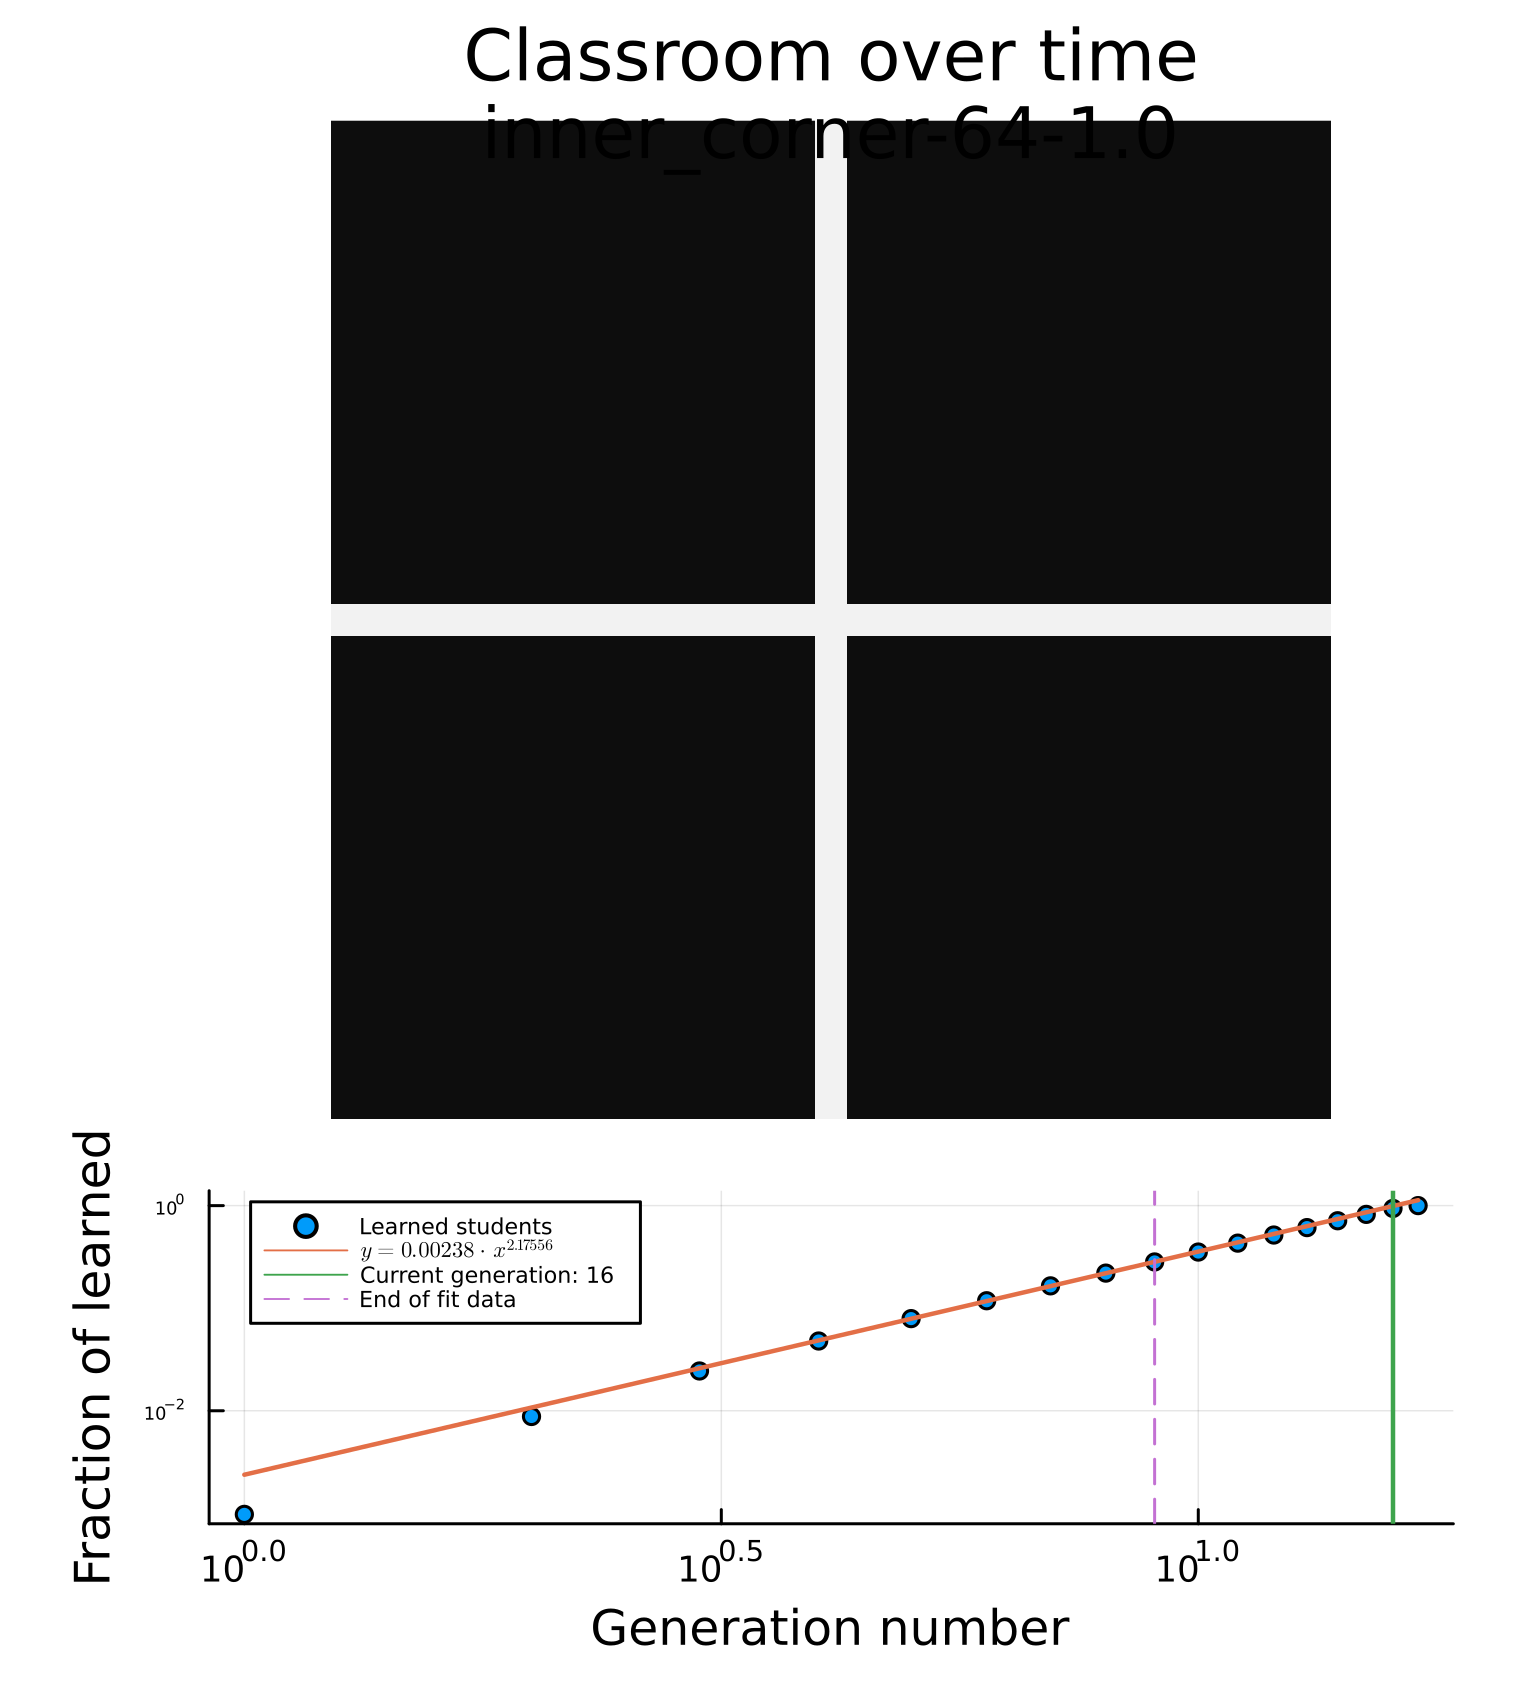 Classroom over time
inner_corner-64-1.0
Fraction of learned
10^0
10^−2
Learned students
y = 0.00238 · x^2.17556
Current generation: 16
End of fit data
10^0.0 10^0.5 10^1.0
Generation number